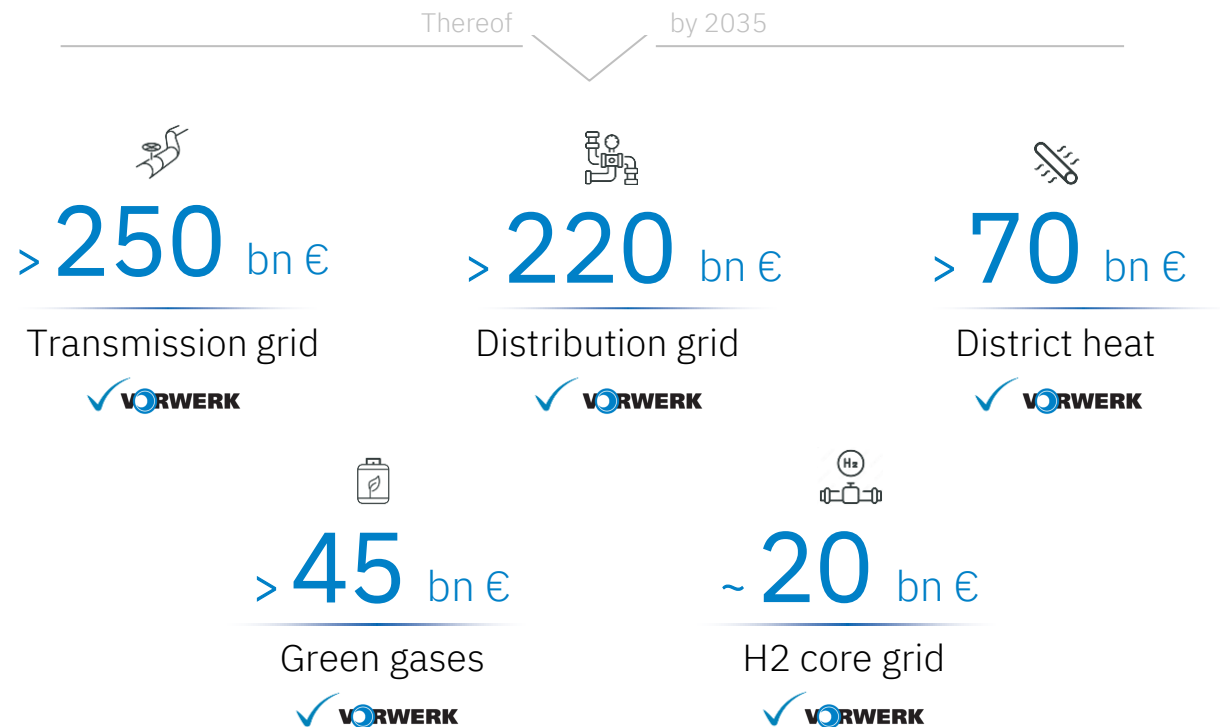 Thereof by 2035
> 250 bn €
> 220 bn €
> 70 bn €
Transmission grid
Distribution grid
District heat
VORWERK
VORWERK
VORWERK
H2
> 45 bn €
~ 20 bn €
Green gases
H2 core grid
VORWERK
VORWERK